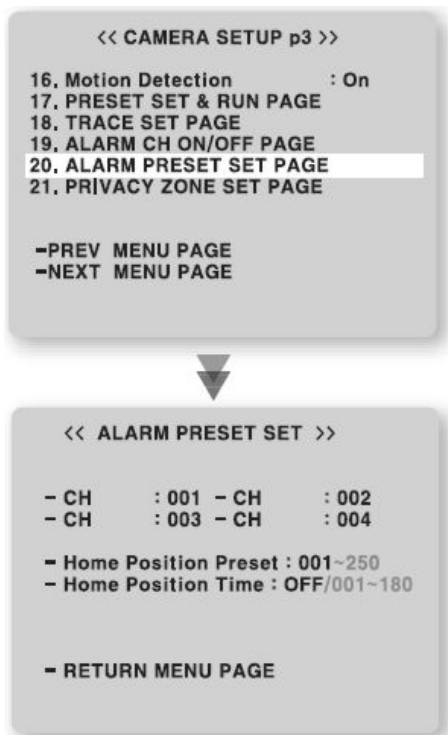 << CAMERA SETUP p3 >>
16. Motion Detection : On
17. PRESET SET & RUN PAGE
18. TRACE SET PAGE
19. ALARM CH ON/OFF PAGE
20. ALARM PRESET SET PAGE
21. PRIVACY ZONE SET PAGE
-PREV MENU PAGE
-NEXT MENU PAGE
<< ALARM PRESET SET >>
- CH : 001 - CH : 002
- CH : 003 - CH : 004
- Home Position Preset : 001~250
- Home Position Time : OFF/001~180
- RETURN MENU PAGE